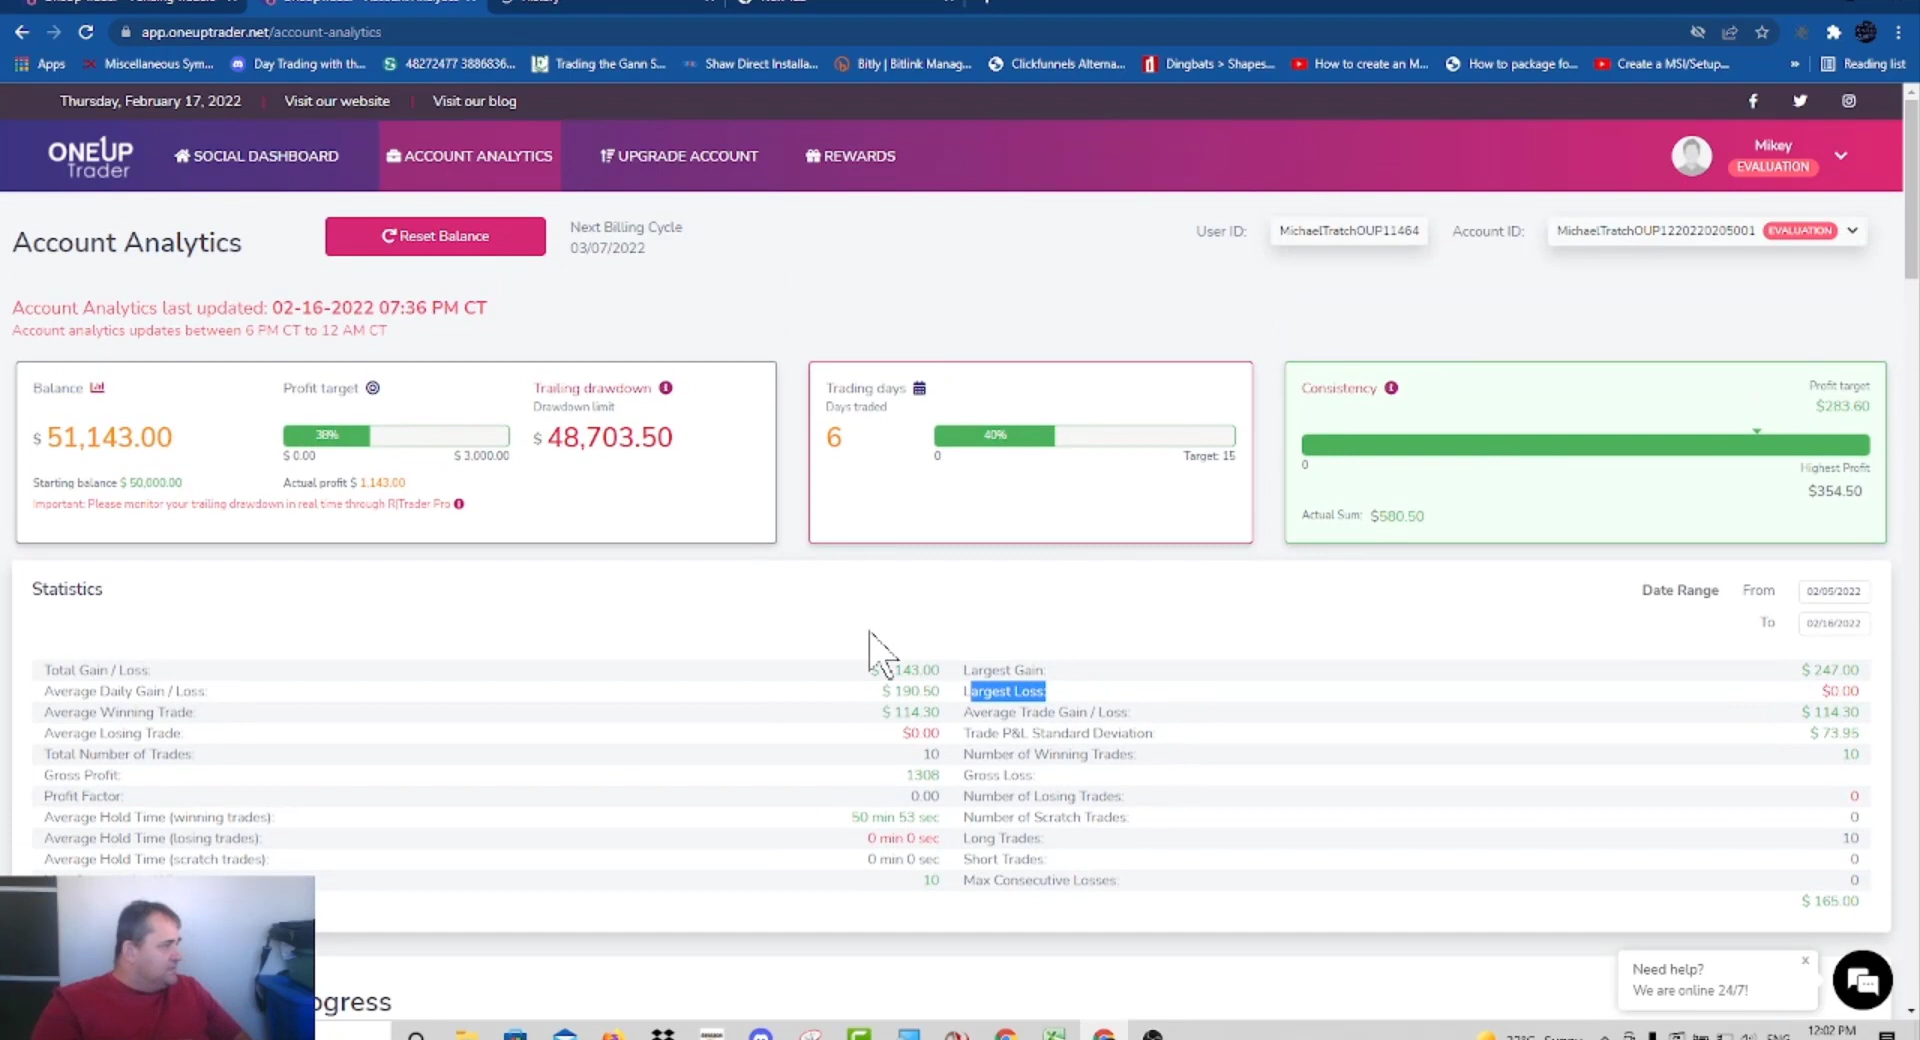 app.oneuptrader.net/account-analytics
Apps Miscellaneous Sym... Day Trading with th... 48272477 3886836... Trading the Gann S... Shaw Direct Installa... Bitly | Bitlink Manag... Clickfunnels Alterna... Dingbats > Shapes... How to create an M... How to package fo... Create a MSI/Setup... » Reading list
Thursday, February 17, 2022 | Visit our website | Visit our blog
ONEUP Trader
SOCIAL DASHBOARD ACCOUNT ANALYTICS UPGRADE ACCOUNT REWARDS
Mikey
EVALUATION
Account Analytics
Reset Balance
Next Billing Cycle
03/07/2022
User ID: MichaelTratchOUP11464 Account ID: MichaelTratchOUP1220220205001 EVALUATION
Account Analytics last updated: 02-16-2022 07:36 PM CT
Account analytics updates between 6 PM CT to 12 AM CT
Balance
$ 51,143.00
Starting balance $ 50,000.00
Profit target
38%
$ 0.00 $ 3,000.00
Actual profit $ 1,143.00
Trailing drawdown
Drawdown limit
$ 48,703.50
Important: Please monitor your trailing drawdown in real time through R|Trader Pro
Trading days
Days traded
6
40%
0 Target: 15
Consistency
Profit target
$283.60
0
Highest Profit
$354.50
Actual Sum: $580.50
Statistics
Date Range From 02/05/2022
To 02/16/2022
Total Gain / Loss: 143.00 Largest Gain: $ 247.00
Average Daily Gain / Loss: $ 190.50 Largest Loss: $0.00
Average Winning Trade: $ 114.30 Average Trade Gain / Loss: $ 114.30
Average Losing Trade: $0.00 Trade P&L Standard Deviation: $ 73.95
Total Number of Trades: 10 Number of Winning Trades: 10
Gross Profit: 1308 Gross Loss:
Profit Factor: 0.00 Number of Losing Trades: 0
Average Hold Time (winning trades): 50 min 53 sec Number of Scratch Trades: 0
Average Hold Time (losing trades): 0 min 0 sec Long Trades: 10
Average Hold Time (scratch trades): 0 min 0 sec Short Trades: 0
10 Max Consecutive Losses: 0
$ 165.00
ogress
Need help?
We are online 24/7!
x
12:02 PM